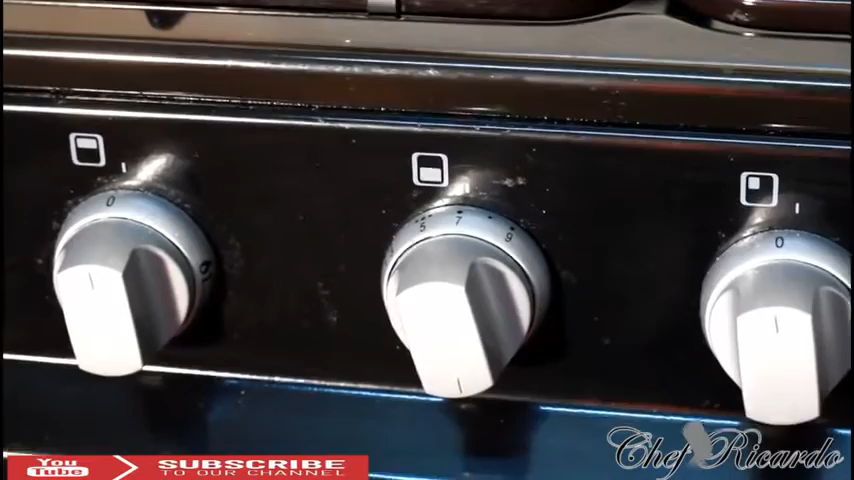 0
5 7 9
0
You Tube
SUBSCRIBE
TO OUR CHANNEL
Chef Ricardo